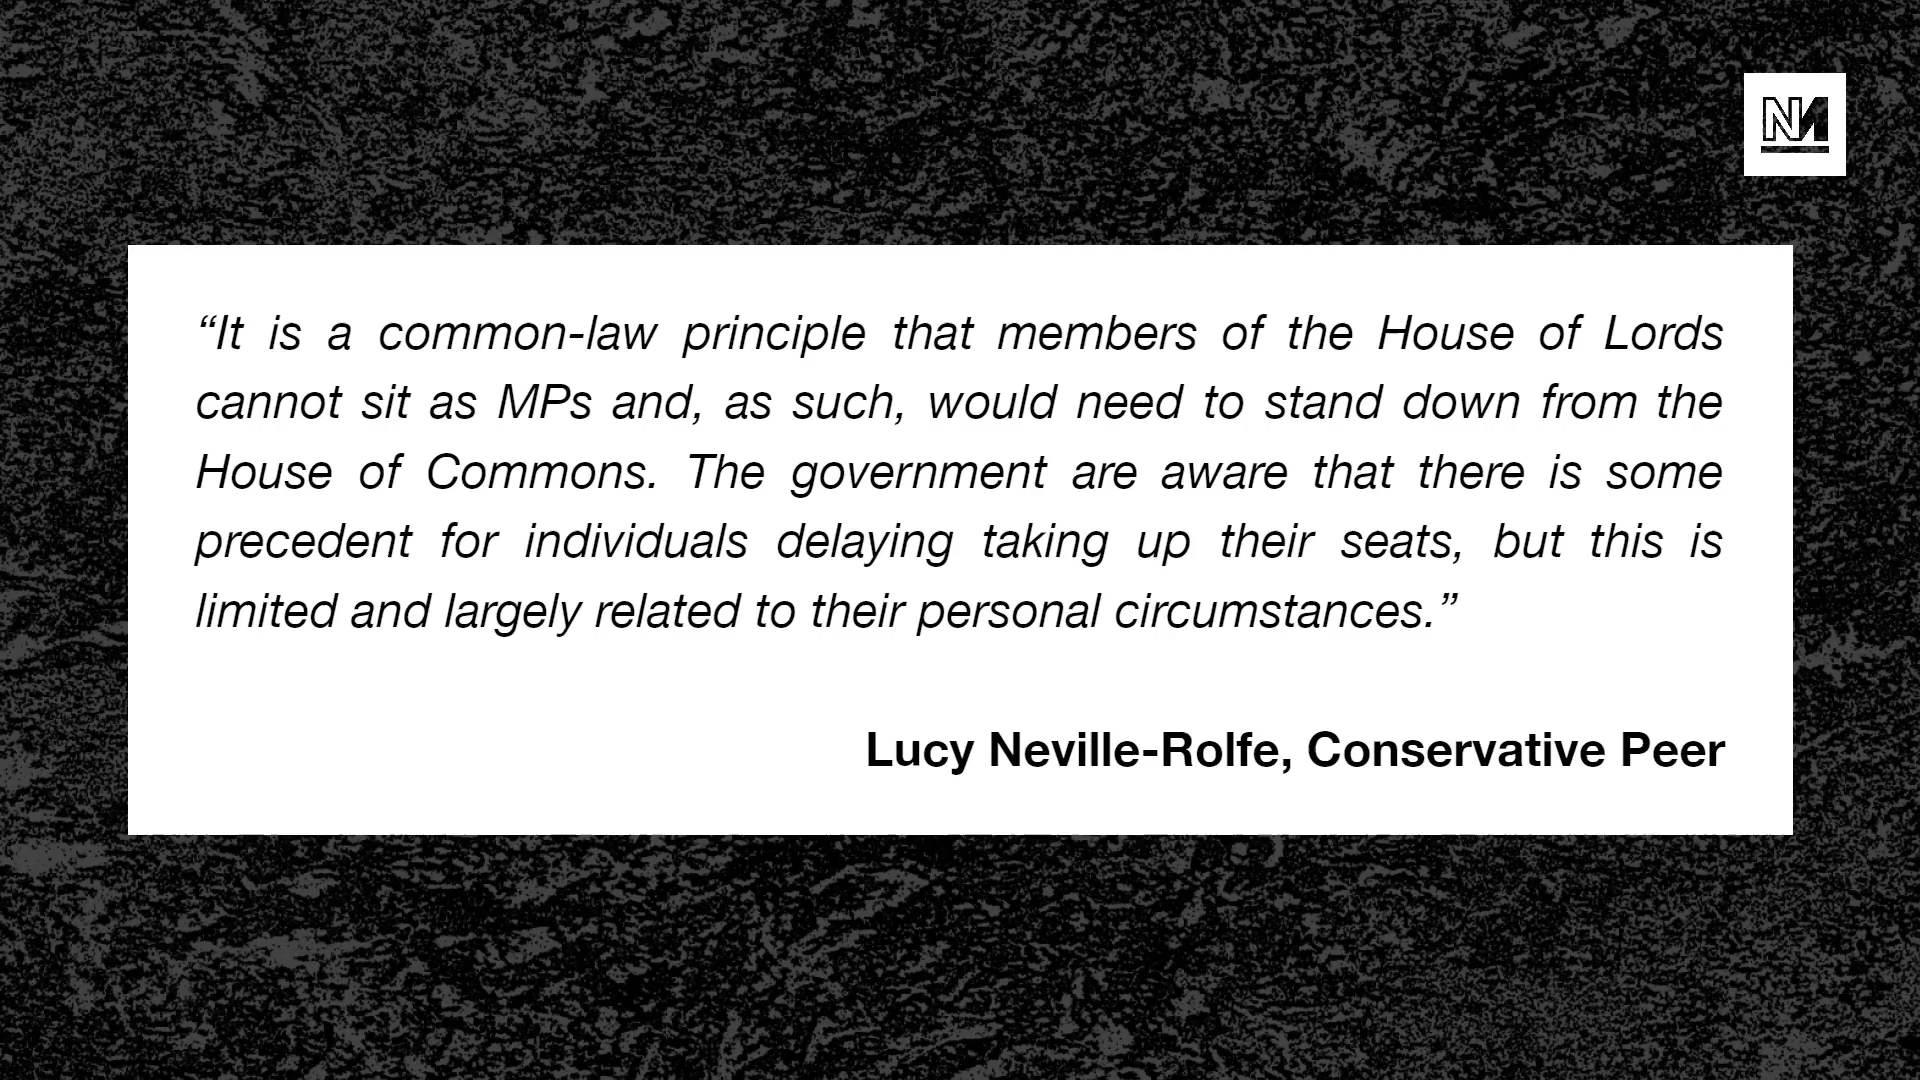 NM
“It is a common-law principle that members of the House of Lords
cannot sit as MPs and, as such, would need to stand down from the
House of Commons. The government are aware that there is some
precedent for individuals delaying taking up their seats, but this is
limited and largely related to their personal circumstances.”
Lucy Neville-Rolfe, Conservative Peer